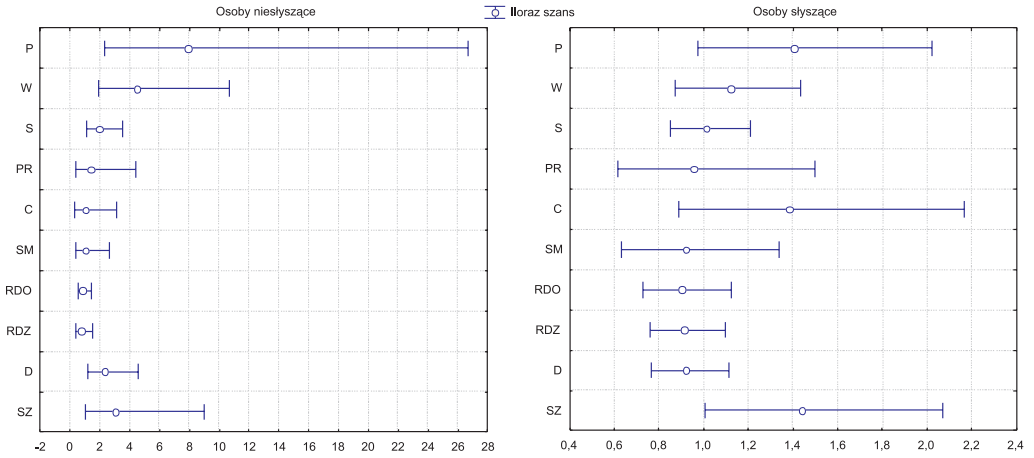 Osoby niesłyszące
Iloraz szans
Osoby słyszące
P
W
S
PR
C
SM
RDO
RDZ
D
SZ
-2 0 2 4 6 8 10 12 14 16 18 20 22 24 26 28
P
W
S
PR
C
SM
RDO
RDZ
D
SZ
0,4 0,6 0,8 1,0 1,2 1,4 1,6 1,8 2,0 2,2 2,4